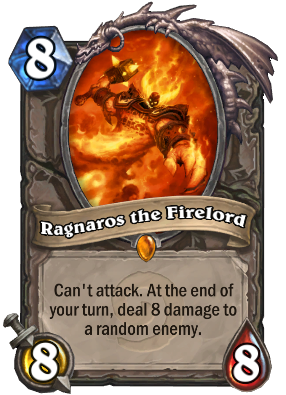 8
Ragnaros the Firelord
Can't attack. At the end of
your turn, deal 8 damage to
a random enemy.
8
8